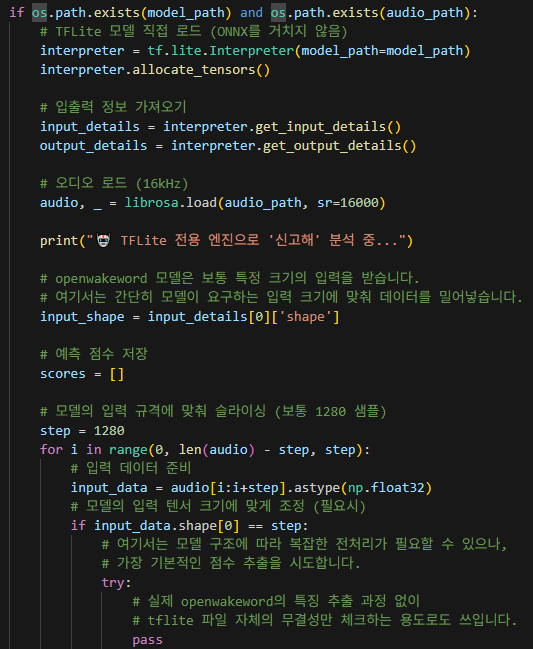 if os.path.exists(model_path) and os.path.exists(audio_path):
    # TFLite 모델 직접 로드 (ONNX를 거치지 않음)
    interpreter = tf.lite.Interpreter(model_path=model_path)
    interpreter.allocate_tensors()

    # 입출력 정보 가져오기
    input_details = interpreter.get_input_details()
    output_details = interpreter.get_output_details()

    # 오디오 로드 (16kHz)
    audio, _ = librosa.load(audio_path, sr=16000)

    print("🤖 TFLite 전용 엔진으로 '신고해' 분석 중...")

    # openwakeword 모델은 보통 특정 크기의 입력을 받습니다.
    # 여기서는 간단히 모델이 요구하는 입력 크기에 맞춰 데이터를 밀어넣습니다.
    input_shape = input_details[0]['shape']

    # 예측 점수 저장
    scores = []

    # 모델의 입력 규격에 맞춰 슬라이싱 (보통 1280 샘플)
    step = 1280
    for i in range(0, len(audio) - step, step):
        # 입력 데이터 준비
        input_data = audio[i:i+step].astype(np.float32)
        # 모델의 입력 텐서 크기에 맞게 조정 (필요시)
        if input_data.shape[0] == step:
            # 여기서는 모델 구조에 따라 복잡한 전처리가 필요할 수 있으나,
            # 가장 기본적인 점수 추출을 시도합니다.
            try:
                # 실제 openwakeword의 특징 추출 과정 없이
                # tflite 파일 자체의 무결성만 체크하는 용도로도 쓰입니다.
                pass